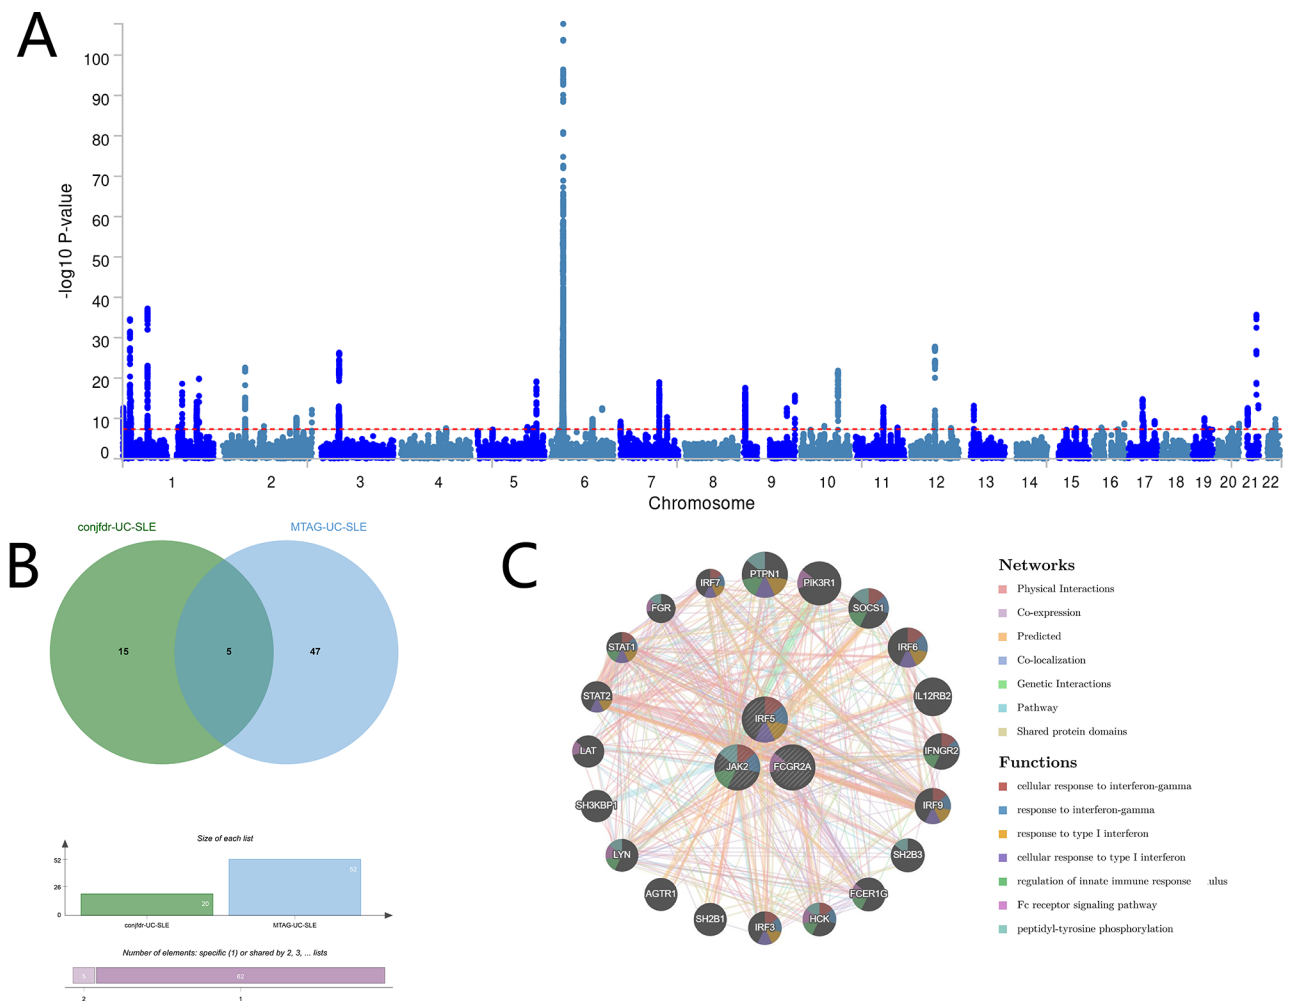 A
100
90
80
70
60
50
40
30
20
10
0
-log10 P-value
1 2 3 4 5 6 7 8 9 10 11 12 13 14 15 16 17 18 19 20 21 22
Chromosome
B
conjfdr-UC-SLE
MTAG-UC-SLE
15
5
47
Size of each list
52
26
0
20
52
conjfdr-UC-SLE
MTAG-UC-SLE
Number of elements: specific (1) or shared by 2, 3, ... lists
5
62
2
1
C
PTPN1
PIK3R1
IRF7
SOCS1
FGR
STAT1
IRF6
STAT2
IL12RB2
IRF5
LAT
JAK2
FCGR2A
IFNGR2
SH3KBP1
IRF9
LYN
SH2B3
AGTR1
FCER1G
SH2B1
IRF3
HCK
Networks
Physical Interactions
Co-expression
Predicted
Co-localization
Genetic Interactions
Pathway
Shared protein domains
Functions
cellular response to interferon-gamma
response to interferon-gamma
response to type I interferon
cellular response to type I interferon
regulation of innate immune response ulus
Fc receptor signaling pathway
peptidyl-tyrosine phosphorylation